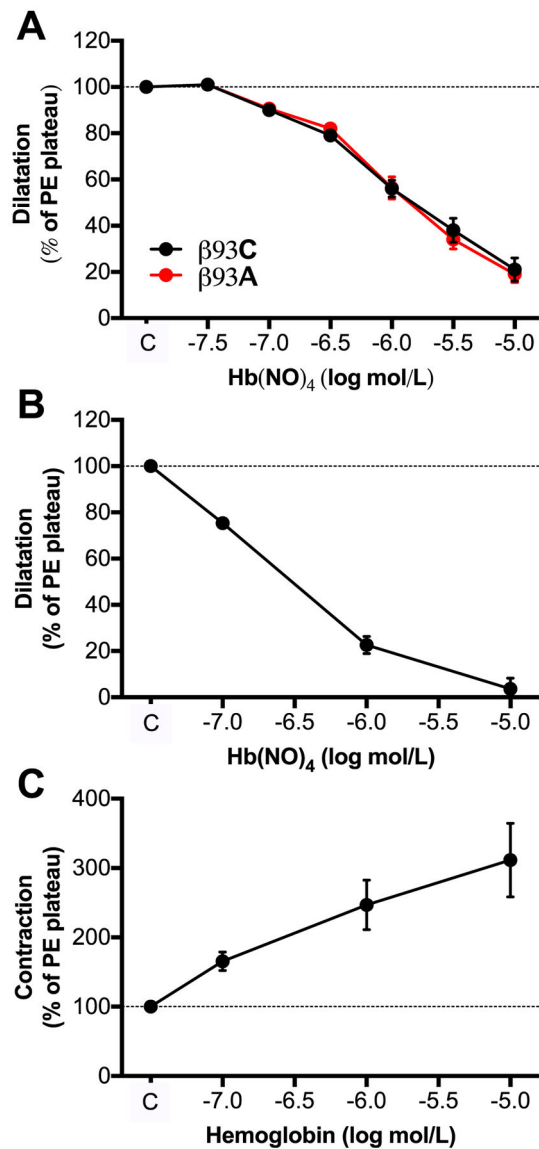 A
120
100
80
60
40
20
0
Dilatation
(% of PE plateau)
β93C
β93A
C -7.5 -7.0 -6.5 -6.0 -5.5 -5.0
Hb(NO)4 (log mol/L)
B
120
100
80
60
40
20
0
Dilatation
(% of PE plateau)
C -7.0 -6.5 -6.0 -5.5 -5.0
Hb(NO)4 (log mol/L)
C
400
300
200
100
0
Contraction
(% of PE plateau)
C -7.0 -6.5 -6.0 -5.5 -5.0
Hemoglobin (log mol/L)